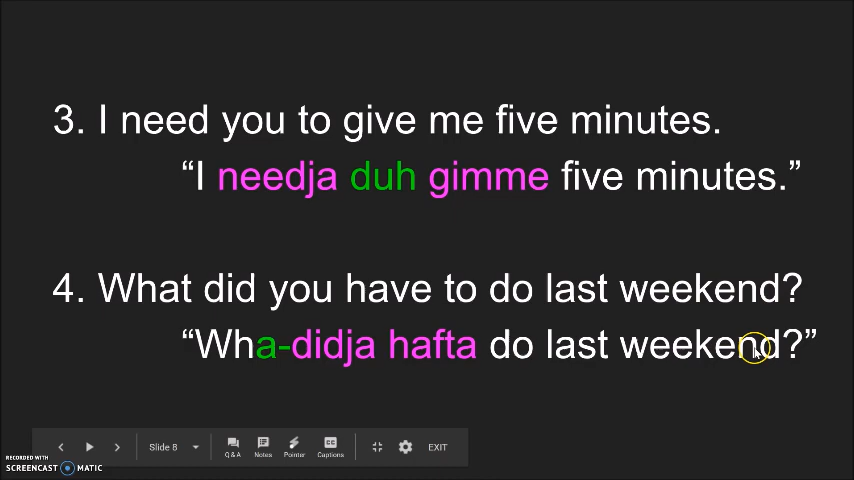 3. I need you to give me five minutes.
“I needja duh gimme five minutes.”
4. What did you have to do last weekend?
“Wha-didja hafta do last weekend?”
Slide 8
Q & A
Notes
Pointer
CC
Captions
EXIT
RECORDED WITH
SCREENCAST MATIC